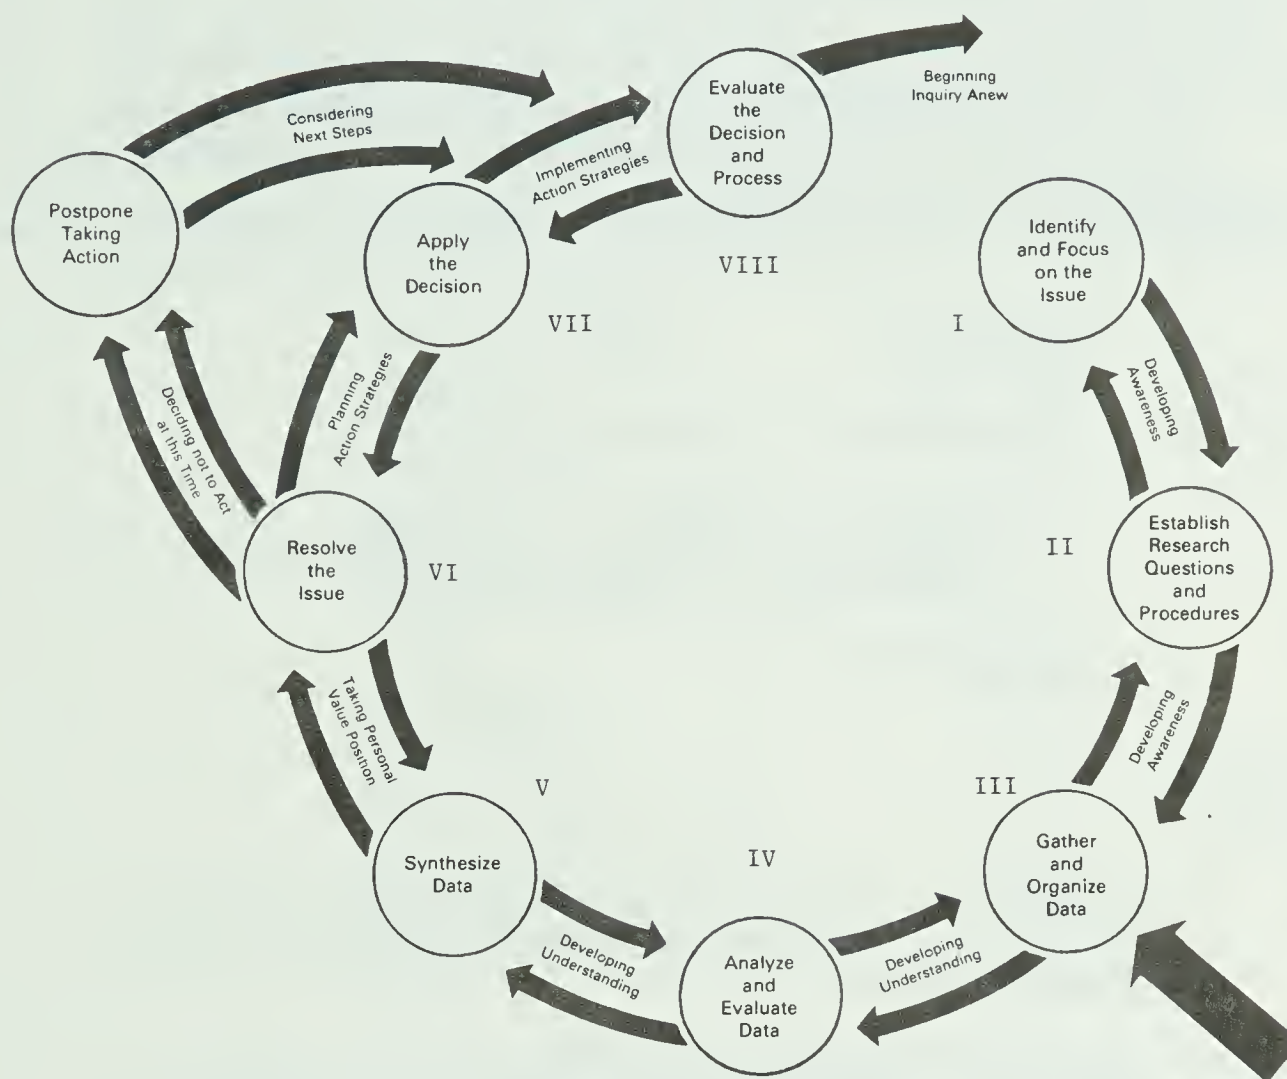 Beginning
Inquiry Anew
Evaluate
the
Decision
and
Process
VIII
Implementing
Action Strategies
Considering
Next Steps
Postpone
Taking
Action
Apply
the
Decision
VII
Identify
and Focus
on the
Issue
I
Developing
Awareness
Planning
Action Strategies
Deciding not to Act
at this Time
Establish
Research
Questions
and
Procedures
II
Resolve
the
Issue
VI
Developing
Awareness
Taking Personal
Value Position
III
Gather
and
Organize
Data
V
Synthesize
Data
IV
Developing
Understanding
Analyze
and
Evaluate
Data
Developing
Understanding